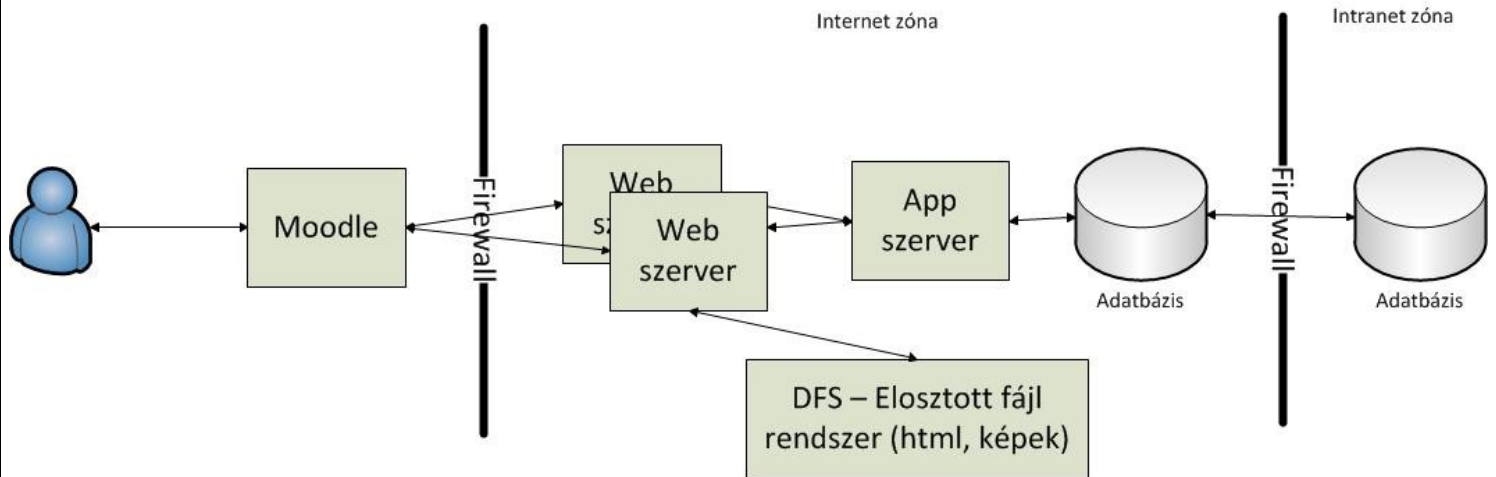 Internet zóna
Intranet zóna
Moodle
Firewall
Web
Web
szerver
App
szerver
Adatbázis
Firewall
Adatbázis
DFS – Elosztott fájl
rendszer (html, képek)